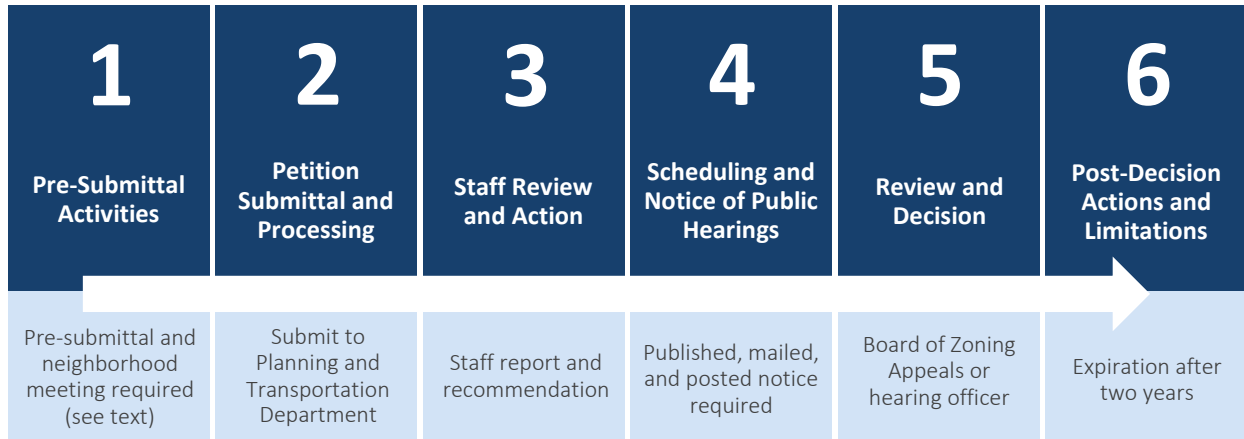 1
Pre-Submittal
Activities
Pre-submittal and
neighborhood
meeting required
(see text)
2
Petition
Submittal and
Processing
Submit to
Planning and
Transportation
Department
3
Staff Review
and Action
Staff report and
recommendation
4
Scheduling and
Notice of Public
Hearings
Published, mailed,
and posted notice
required
5
Review and
Decision
Board of Zoning
Appeals or
hearing officer
6
Post-Decision
Actions and
Limitations
Expiration after
two years